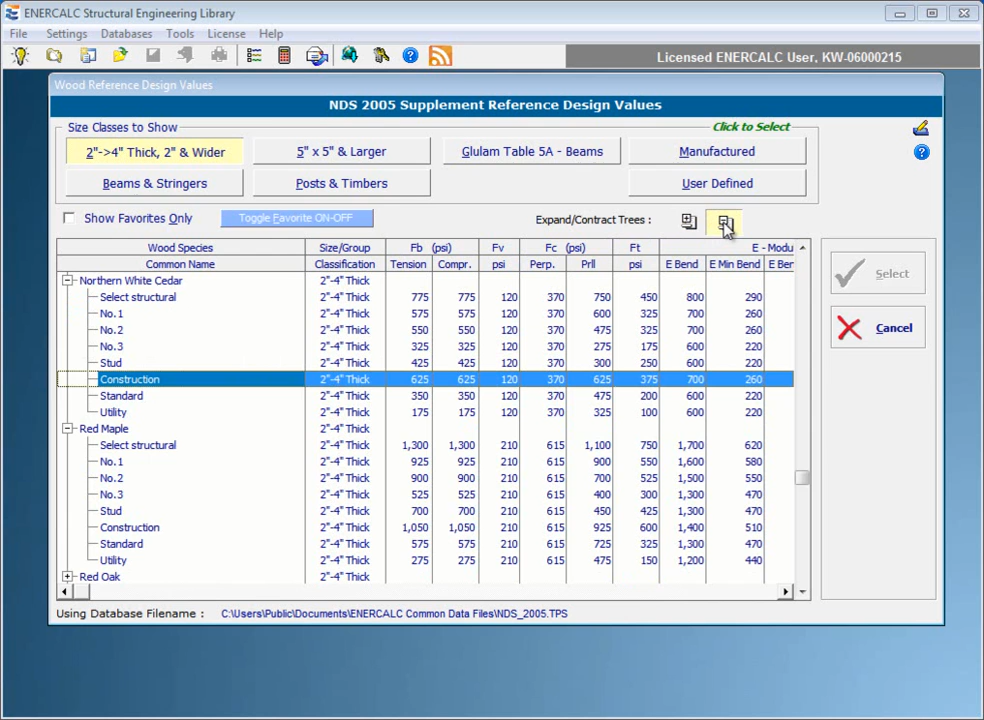 ENERCALC Structural Engineering Library
File Settings Databases Tools License Help
Licensed ENERCALC User, KW-06000215
Wood Reference Design Values
NDS 2005 Supplement Reference Design Values
Size Classes to Show
Click to Select
2"->4" Thick, 2" & Wider
5" x 5" & Larger
Glulam Table 5A - Beams
Manufactured
Beams & Stringers
Posts & Timbers
User Defined
Show Favorites Only
Toggle Favorite ON-OFF
Expand/Contract Trees :
Wood Species Size/Group Fb (psi) Fv Fc (psi) Ft E - Modu
Common Name Classification Tension Compr. psi Perp. Prll psi E Bend E Min Bend E Ben
Northern White Cedar 2"-4" Thick
Select structural 2"-4" Thick 775 775 120 370 750 450 800 290
No.1 2"-4" Thick 575 575 120 370 600 325 700 260
No.2 2"-4" Thick 550 550 120 370 475 325 700 260
No.3 2"-4" Thick 325 325 120 370 275 175 600 220
Stud 2"-4" Thick 425 425 120 370 300 250 600 220
Construction 2"-4" Thick 625 625 120 370 625 375 700 260
Standard 2"-4" Thick 350 350 120 370 475 200 600 220
Utility 2"-4" Thick 175 175 120 370 325 100 600 220
Red Maple 2"-4" Thick
Select structural 2"-4" Thick 1,300 1,300 210 615 1,100 750 1,700 620
No.1 2"-4" Thick 925 925 210 615 900 550 1,600 580
No.2 2"-4" Thick 900 900 210 615 700 525 1,500 550
No.3 2"-4" Thick 525 525 210 615 400 300 1,300 470
Stud 2"-4" Thick 700 700 210 615 450 425 1,300 470
Construction 2"-4" Thick 1,050 1,050 210 615 925 600 1,400 510
Standard 2"-4" Thick 575 575 210 615 725 325 1,300 470
Utility 2"-4" Thick 275 275 210 615 475 150 1,200 440
Red Oak 2"-4" Thick
Select
Cancel
Using Database Filename : C:\Users\Public\Documents\ENERCALC Common Data Files\NDS_2005.TPS